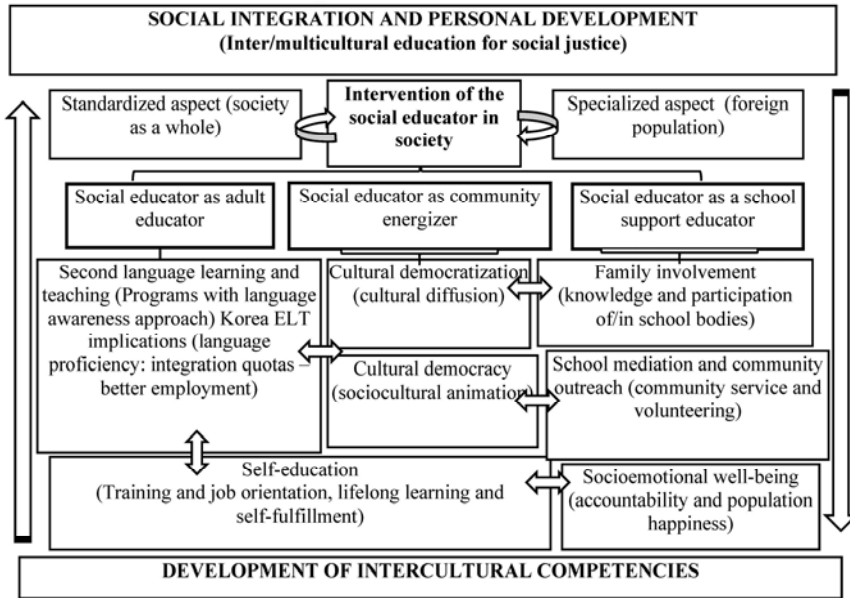 SOCIAL INTEGRATION AND PERSONAL DEVELOPMENT
(Inter/multicultural education for social justice)
Standardized aspect (society
as a whole)
Intervention of the
social educator in
society
Specialized aspect (foreign
population)
Social educator as adult
educator
Social educator as community
energizer
Social educator as a school
support educator
Second language learning and
teaching (Programs with language
awareness approach) Korea ELT
implications (language
proficiency: integration quotas –
better employment)
Cultural democratization
(cultural diffusion)
Family involvement
(knowledge and participation
of/in school bodies)
Cultural democracy
(sociocultural animation)
School mediation and community
outreach (community service and
volunteering)
Self-education
(Training and job orientation, lifelong learning and
self-fulfillment)
Socioemotional well-being
(accountability and population
happiness)
DEVELOPMENT OF INTERCULTURAL COMPETENCIES